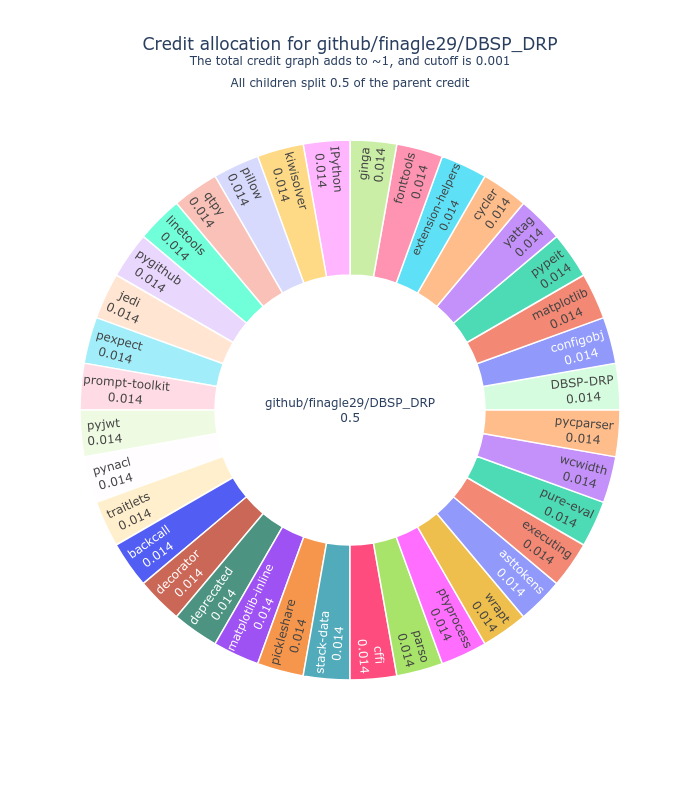 Credit allocation for github/finagle29/DBSP_DRP
The total credit graph adds to ~1, and cutoff is 0.001
All children split 0.5 of the parent credit
ginga
0.014
fonttools
0.014
extension-helpers
0.014
cycler
0.014
yattag
0.014
pypeit
0.014
matplotlib
0.014
configobj
0.014
DBSP-DRP
0.014
pycparser
0.014
wcwidth
0.014
pure-eval
0.014
executing
0.014
asttokens
0.014
wrapt
0.014
ptyprocess
0.014
parso
0.014
cffi
0.014
stack-data
0.014
pickleshare
0.014
matplotlib-inline
0.014
deprecated
0.014
decorator
0.014
backcall
0.014
traitlets
0.014
pynacl
0.014
pyjwt
0.014
prompt-toolkit
0.014
pexpect
0.014
jedi
0.014
pygithub
0.014
linetools
0.014
qtpy
0.014
pillow
0.014
kiwisolver
0.014
IPython
0.014
github/finagle29/DBSP_DRP
0.5